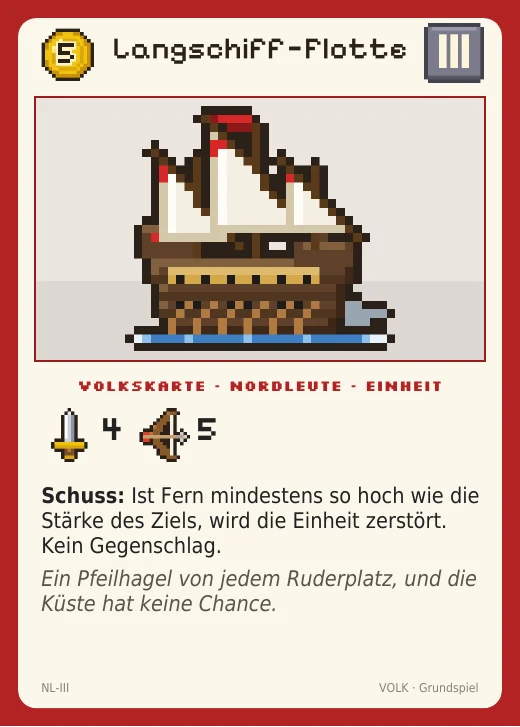 5 Langschiff-Flotte III
VOLKSKARTE - NORDLEUTE - EINHEIT
4 5
Schuss: Ist Fern mindestens so hoch wie die
Stärke des Ziels, wird die Einheit zerstört.
Kein Gegenschlag.
Ein Pfeilhagel von jedem Ruderplatz, und die
Küste hat keine Chance.
NL-III VOLK · Grundspiel